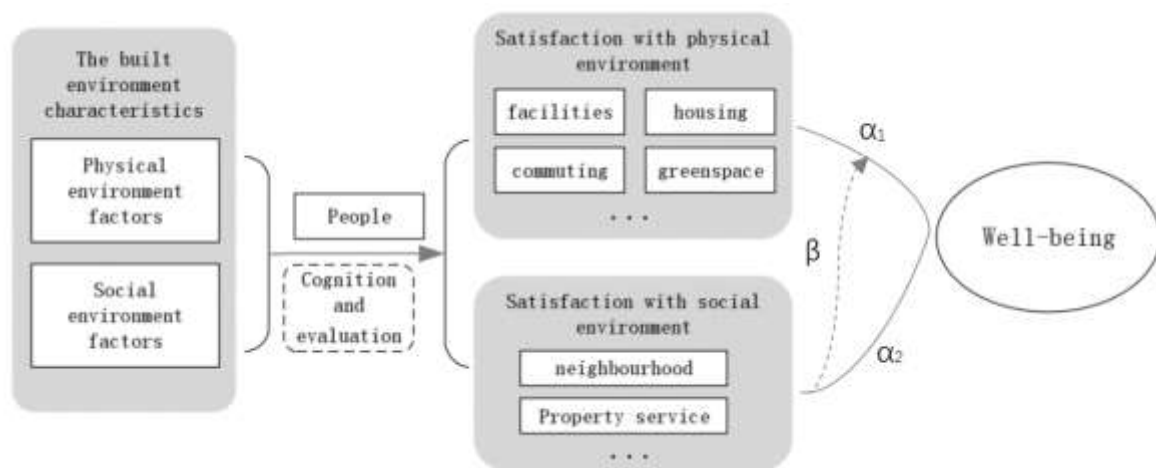 The built
environment
characteristics
Physical
environment
factors
Social
environment
factors
People
Cognition
and
evaluation
Satisfaction with physical
environment
facilities
housing
commuting
greenspace
...
Satisfaction with social
environment
neighbourhood
Property service
...
α1
β
α2
Well-being